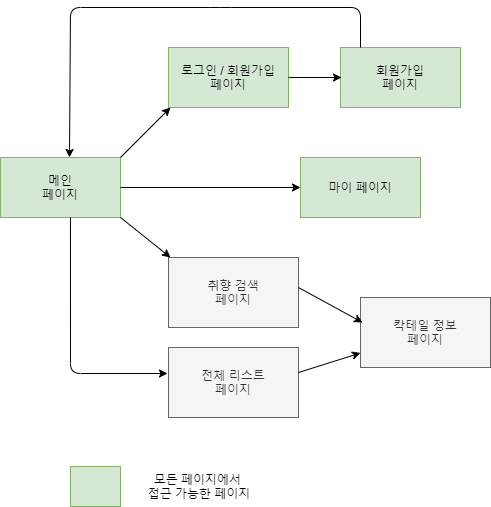 로그인 / 회원가입
페이지
회원가입
페이지
메인
페이지
마이 페이지
취향 검색
페이지
칵테일 정보
페이지
전체 리스트
페이지
모든 페이지에서
접근 가능한 페이지